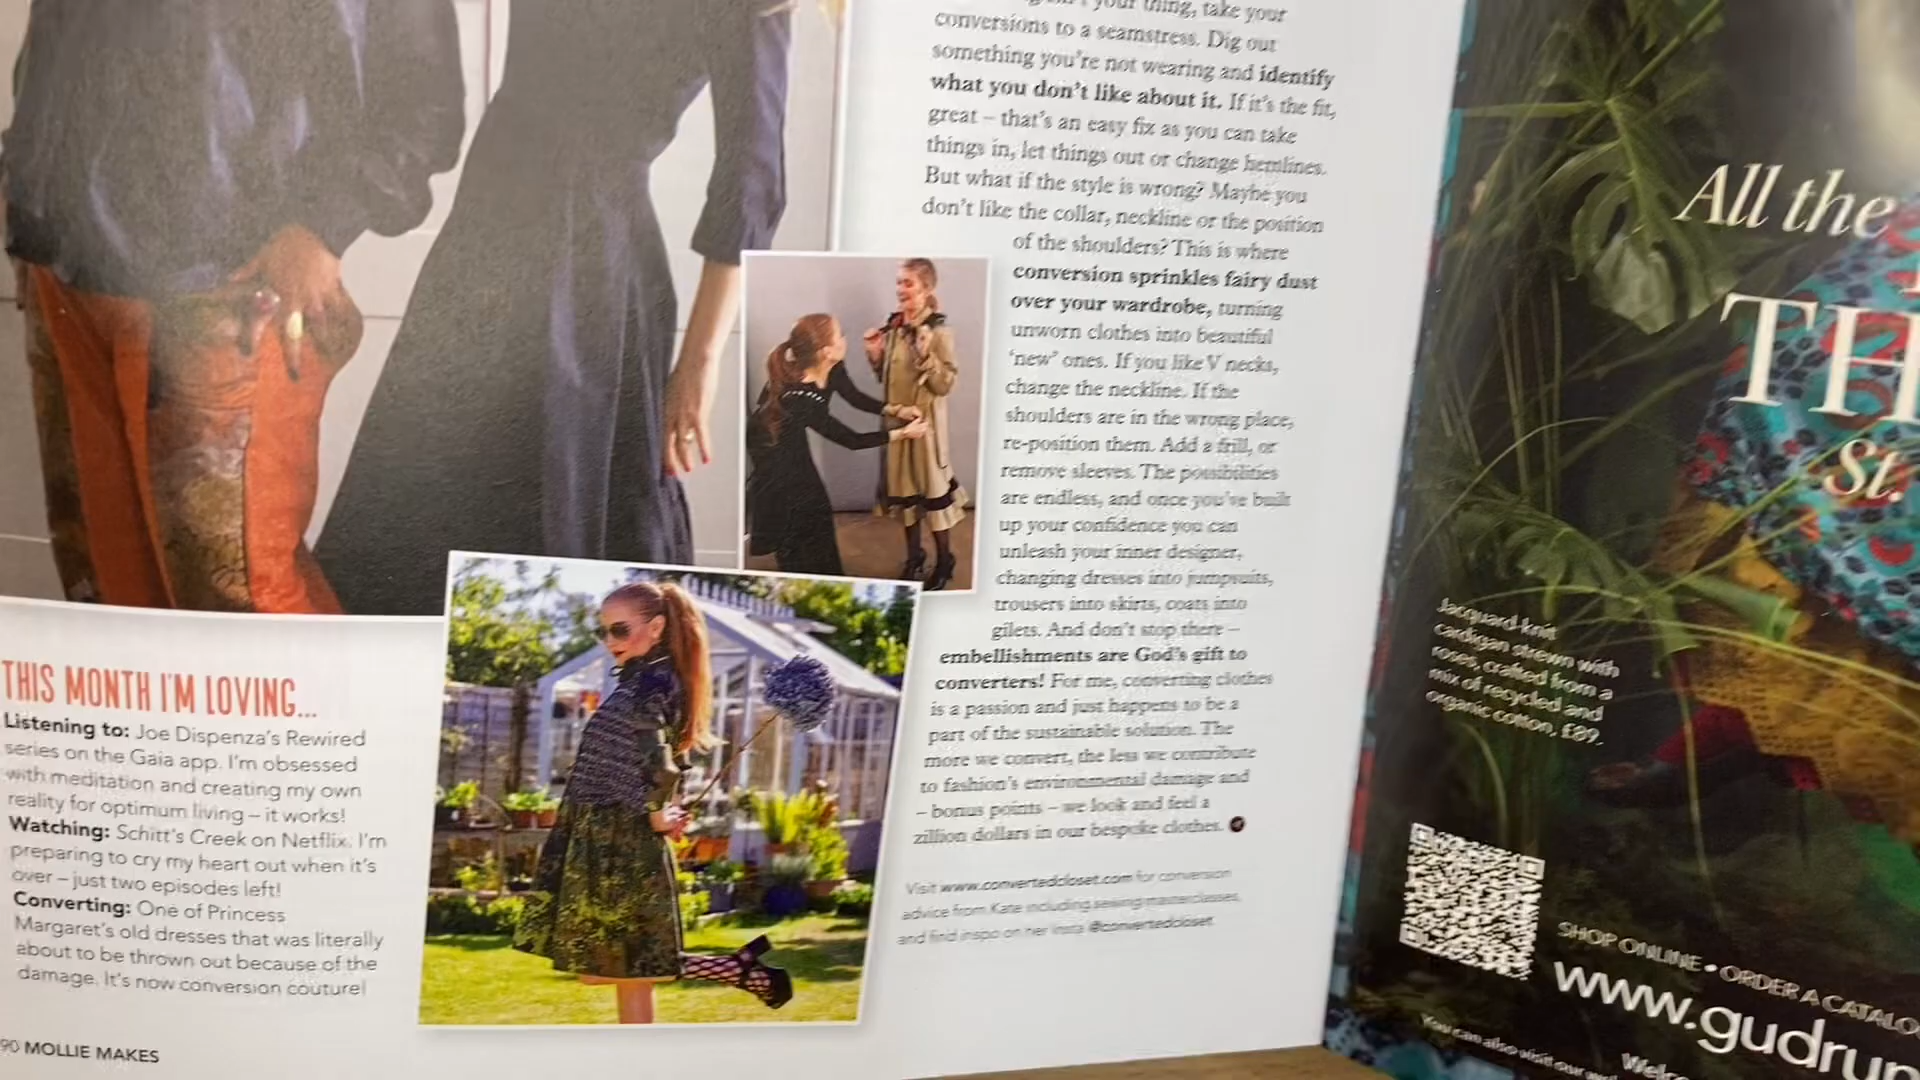 your thing, take your
conversions to a seamstress. Dig out
something you're not wearing and identify
what you don't like about it. If it's the fit,
great – that's an easy fix as you can take
things in, let things out or change hemlines.
But what if the style is wrong? Maybe you
don't like the collar, neckline or the position
of the shoulders? This is where
conversion sprinkles fairy dust
over your wardrobe, turning
unworn clothes into beautiful
'new' ones. If you like V necks,
change the neckline. If the
shoulders are in the wrong place,
re-position them. Add a frill, or
remove sleeves. The possibilities
are endless, and once you've built
up your confidence you can
unleash your inner designer,
changing dresses into jumpsuits,
trousers into skirts, coats into
gilets. And don't stop there –
embellishments are God's gift to
converters! For me, converting clothes
is a passion and just happens to be a
part of the sustainable solution. The
more we convert, the less we contribute
to fashion's environmental damage and
– bonus points – we look and feel a
zillion dollars in our bespoke clothes.
Visit www.convertedcloset.com for conversion
advice from Kate including sewing masterclasses,
and find inspo on her Insta @convertedcloset
THIS MONTH I'M LOVING...
Listening to: Joe Dispenza's Rewired
series on the Gaia app. I'm obsessed
with meditation and creating my own
reality for optimum living – it works!
Watching: Schitt's Creek on Netflix. I'm
preparing to cry my heart out when it's
over – just two episodes left!
Converting: One of Princess
Margaret's old dresses that was literally
about to be thrown out because of the
damage. It's now conversion couture!
90 MOLLIE MAKES
All the
TH
St.
Jacquard-knit
cardigan strewn with
roses, crafted from a
mix of recycled and
organic cotton, £89.
SHOP ONLINE • ORDER A CATALO
www.gudrun
You can also visit our
Welc